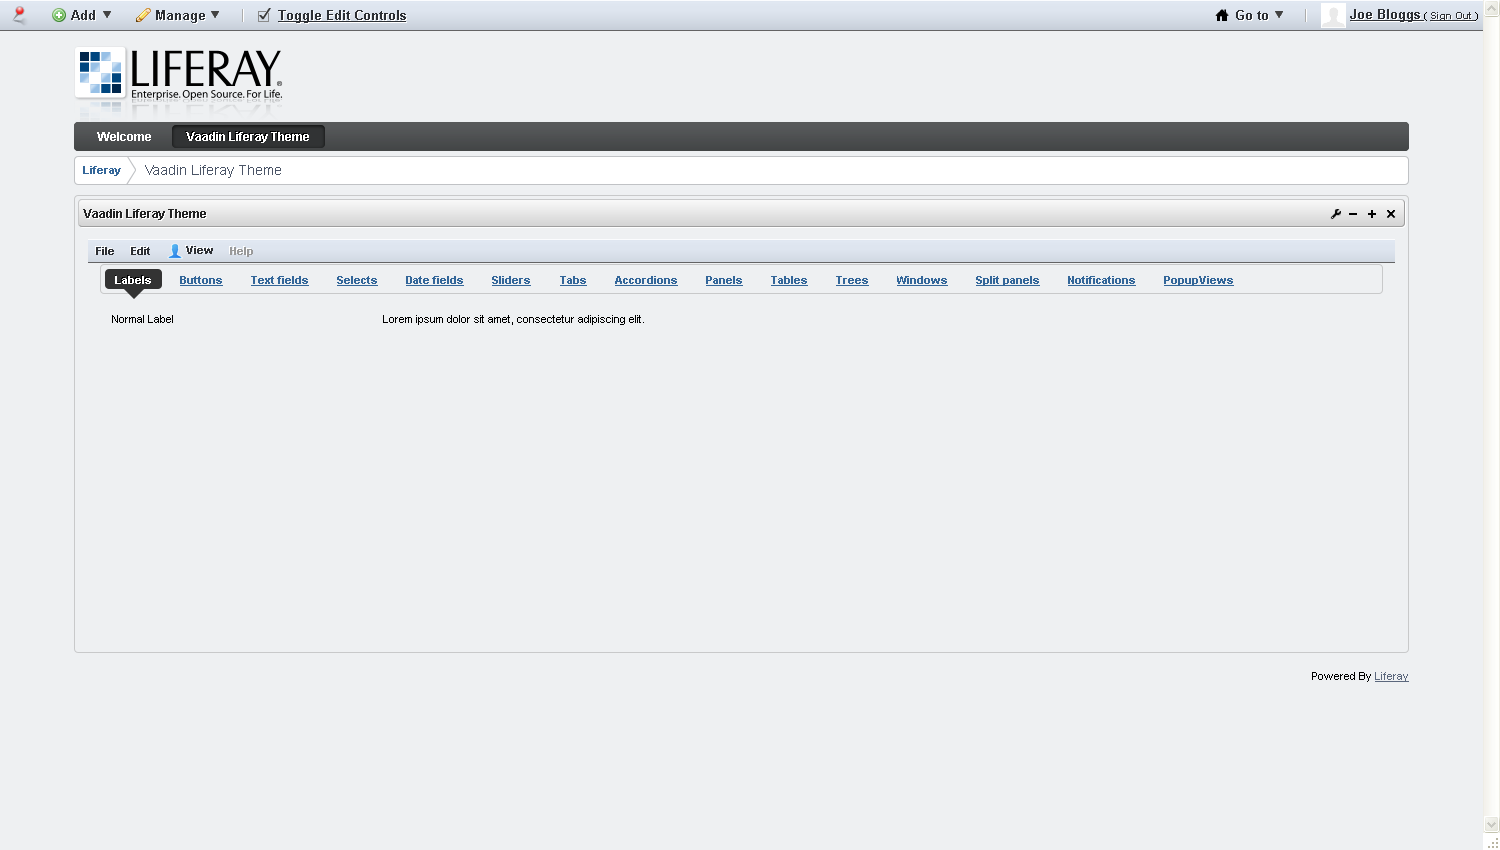 Add Manage Toggle Edit Controls Go to Joe Bloggs ( Sign Out )
LIFERAY.
Enterprise. Open Source. For Life.
Welcome Vaadin Liferay Theme
Liferay Vaadin Liferay Theme
Vaadin Liferay Theme
File Edit View Help
Labels Buttons Text fields Selects Date fields Sliders Tabs Accordions Panels Tables Trees Windows Split panels Notifications PopupViews
Normal Label Lorem ipsum dolor sit amet, consectetur adipiscing elit.
Powered By Liferay